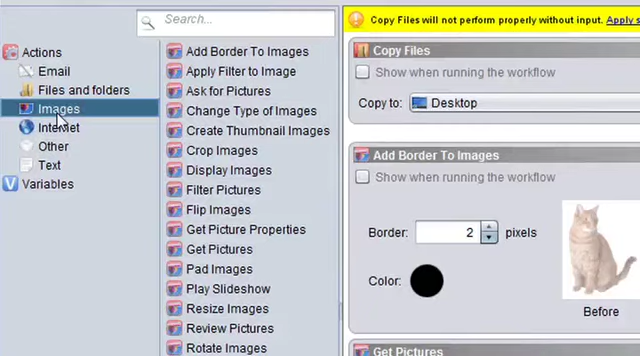 Search...
Actions
Email
Files and folders
Images
Internet
Other
Text
Variables
Add Border To Images
Apply Filter to Image
Ask for Pictures
Change Type of Images
Create Thumbnail Images
Crop Images
Display Images
Filter Pictures
Flip Images
Get Picture Properties
Get Pictures
Pad Images
Play Slideshow
Resize Images
Review Pictures
Rotate Images
Copy Files will not perform properly without input. Apply s
Copy Files
Show when running the workflow
Copy to: Desktop
Add Border To Images
Show when running the workflow
Border: 2 pixels
Color:
Before
Get Pictures